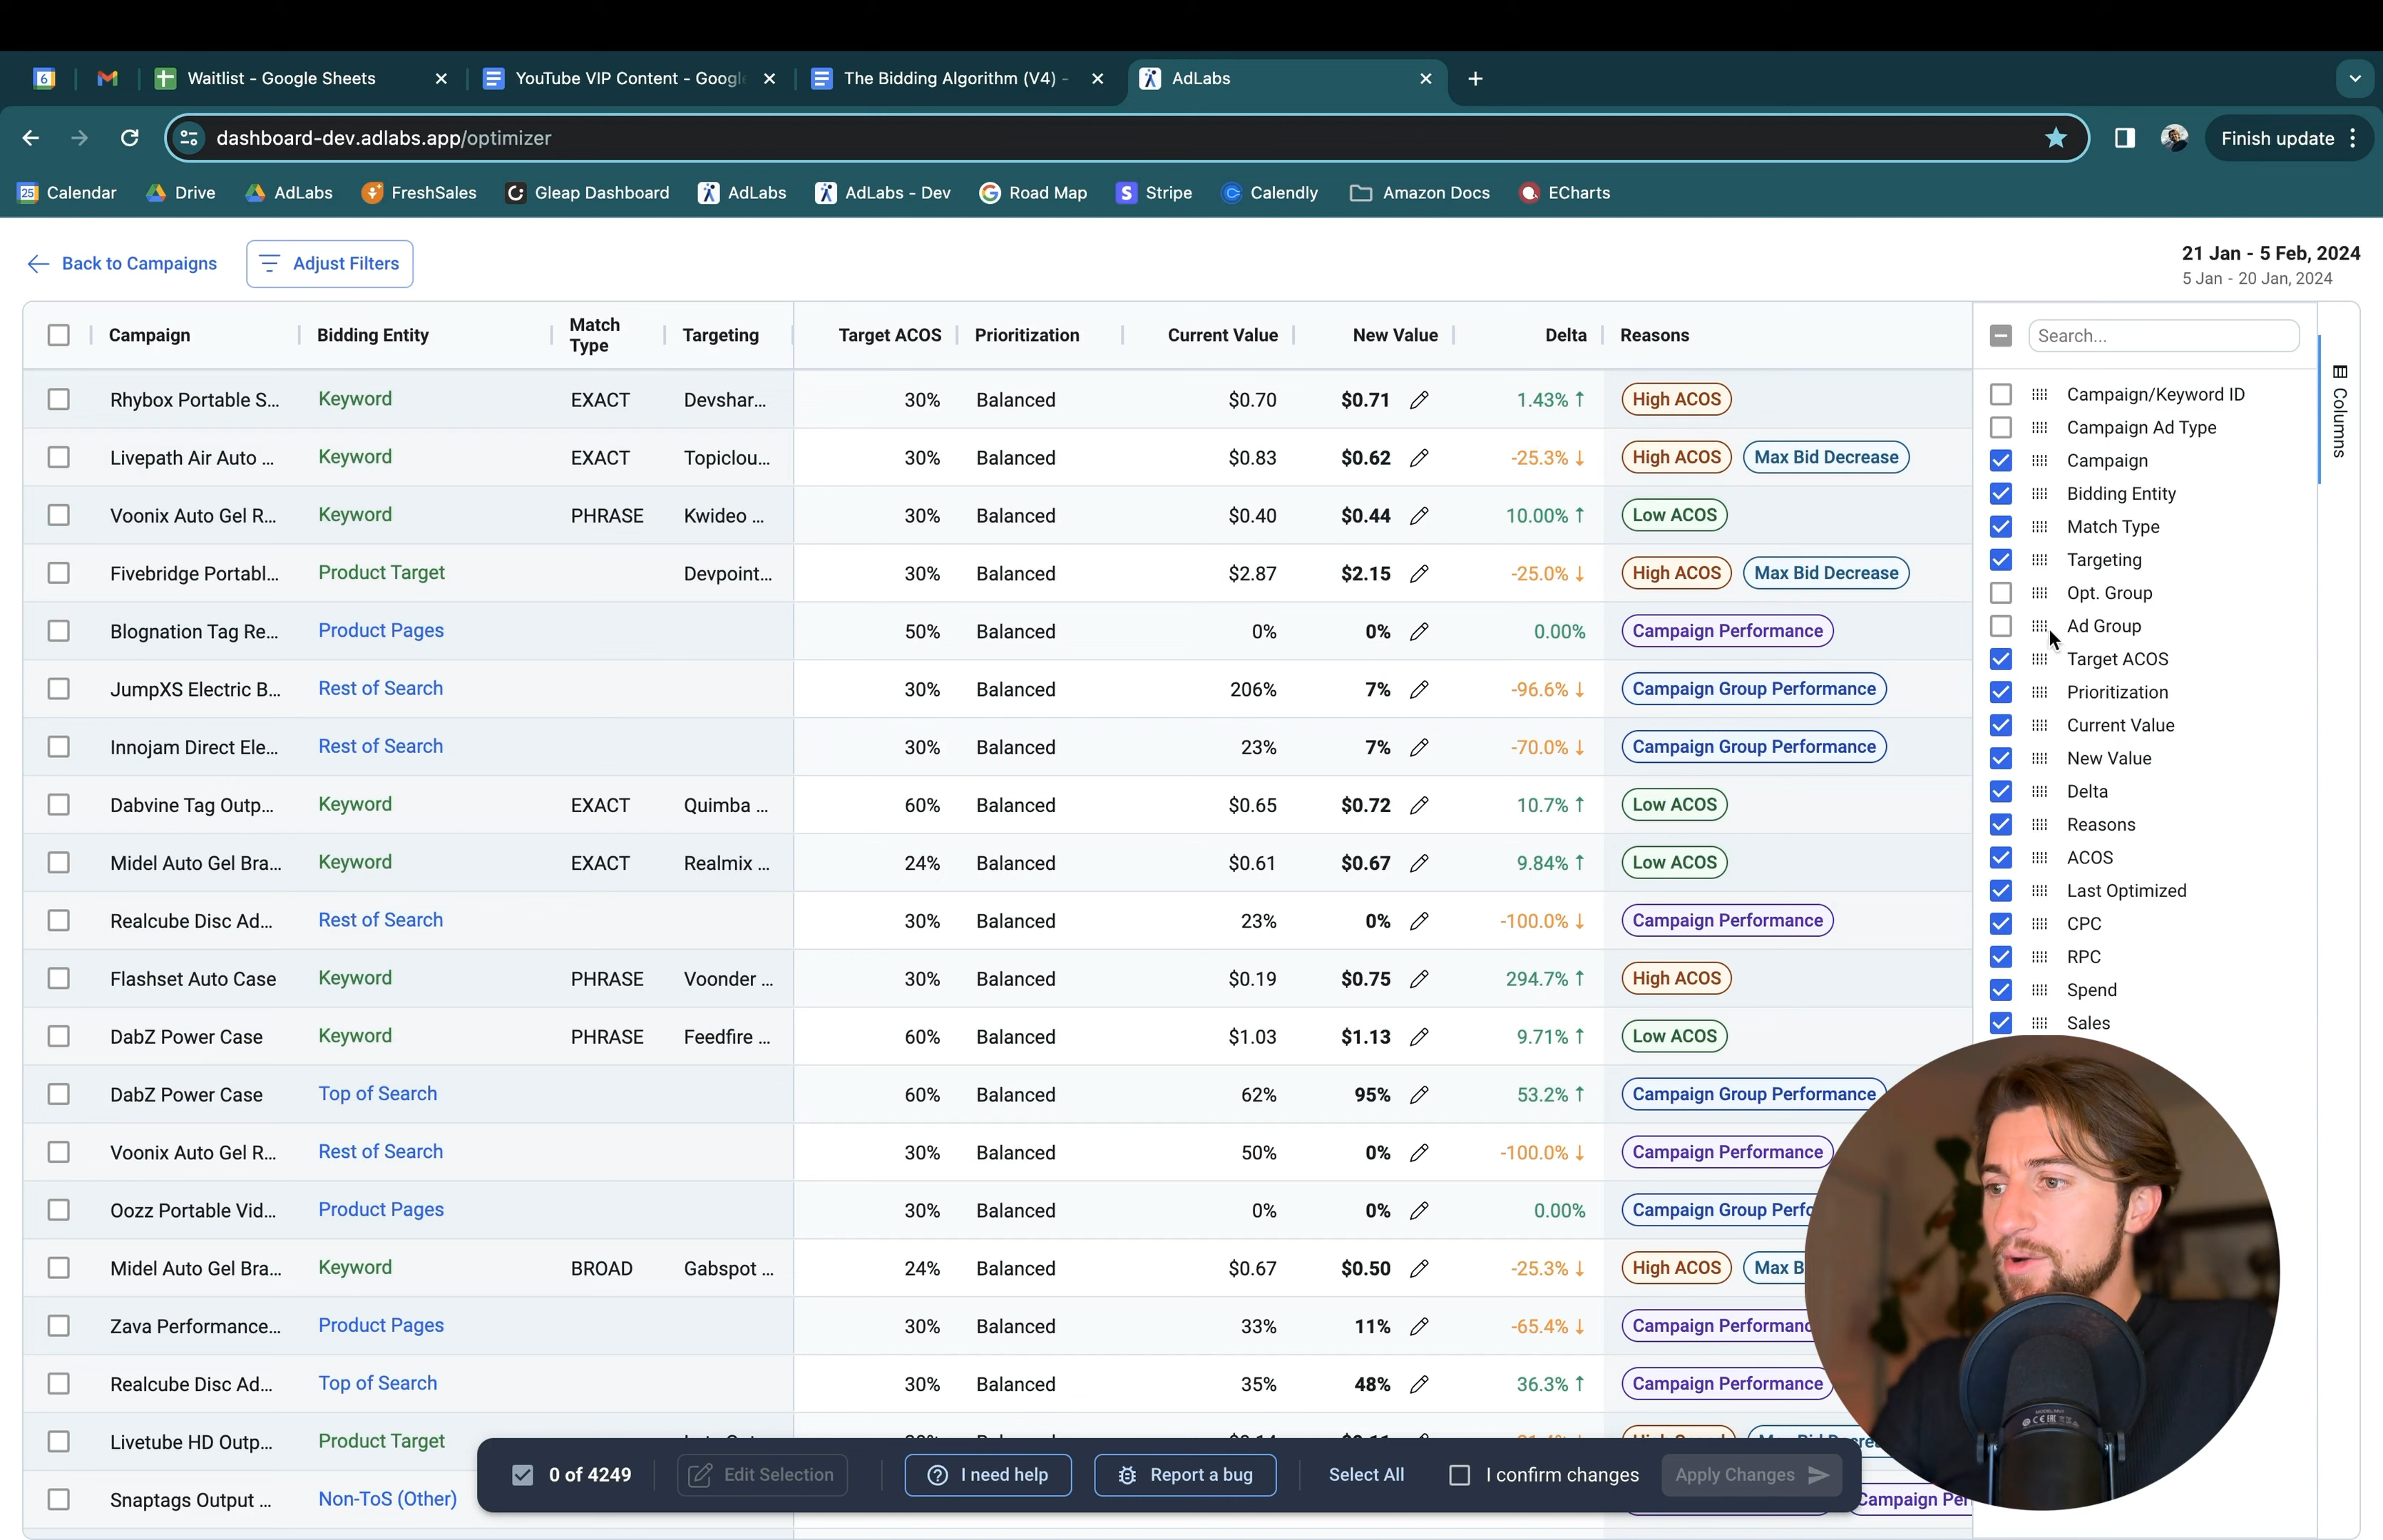 6
Waitlist - Google Sheets
YouTube VIP Content - Googl
The Bidding Algorithm (V4) -
AdLabs
dashboard-dev.adlabs.app/optimizer
Finish update
25 Calendar
Drive
AdLabs
FreshSales
Gleap Dashboard
AdLabs
AdLabs - Dev
Road Map
S Stripe
Calendly
Amazon Docs
ECharts
Back to Campaigns
Adjust Filters
21 Jan - 5 Feb, 2024
5 Jan - 20 Jan, 2024
Campaign Bidding Entity Match Type Targeting Target ACOS Prioritization Current Value New Value Delta Reasons
Rhybox Portable S... Keyword EXACT Devshar... 30% Balanced $0.70 $0.71 1.43% ↑ High ACOS
Livepath Air Auto ... Keyword EXACT Topiclou... 30% Balanced $0.83 $0.62 -25.3% ↓ High ACOS Max Bid Decrease
Voonix Auto Gel R... Keyword PHRASE Kwideo ... 30% Balanced $0.40 $0.44 10.00% ↑ Low ACOS
Fivebridge Portabl... Product Target Devpoint... 30% Balanced $2.87 $2.15 -25.0% ↓ High ACOS Max Bid Decrease
Blognation Tag Re... Product Pages 50% Balanced 0% 0% 0.00% Campaign Performance
JumpXS Electric B... Rest of Search 30% Balanced 206% 7% -96.6% ↓ Campaign Group Performance
Innojam Direct Ele... Rest of Search 30% Balanced 23% 7% -70.0% ↓ Campaign Group Performance
Dabvine Tag Outp... Keyword EXACT Quimba ... 60% Balanced $0.65 $0.72 10.7% ↑ Low ACOS
Midel Auto Gel Bra... Keyword EXACT Realmix ... 24% Balanced $0.61 $0.67 9.84% ↑ Low ACOS
Realcube Disc Ad... Rest of Search 30% Balanced 23% 0% -100.0% ↓ Campaign Performance
Flashset Auto Case Keyword PHRASE Voonder ... 30% Balanced $0.19 $0.75 294.7% ↑ High ACOS
DabZ Power Case Keyword PHRASE Feedfire ... 60% Balanced $1.03 $1.13 9.71% ↑ Low ACOS
DabZ Power Case Top of Search 60% Balanced 62% 95% 53.2% ↑ Campaign Group Performance
Voonix Auto Gel R... Rest of Search 30% Balanced 50% 0% -100.0% ↓ Campaign Performance
Oozz Portable Vid... Product Pages 30% Balanced 0% 0% 0.00% Campaign Group Perfo
Midel Auto Gel Bra... Keyword BROAD Gabspot ... 24% Balanced $0.67 $0.50 -25.3% ↓ High ACOS Max B
Zava Performance... Product Pages 30% Balanced 33% 11% -65.4% ↓ Campaign Performanc
Realcube Disc Ad... Top of Search 30% Balanced 35% 48% 36.3% ↑ Campaign Performance
Livetube HD Outp... Product Target
Snaptags Output ... Non-ToS (Other) Campaign Per
0 of 4249
Edit Selection
I need help
Report a bug
Select All
I confirm changes
Apply Changes
Search...
Columns
Campaign/Keyword ID
Campaign Ad Type
Campaign
Bidding Entity
Match Type
Targeting
Opt. Group
Ad Group
Target ACOS
Prioritization
Current Value
New Value
Delta
Reasons
ACOS
Last Optimized
CPC
RPC
Spend
Sales